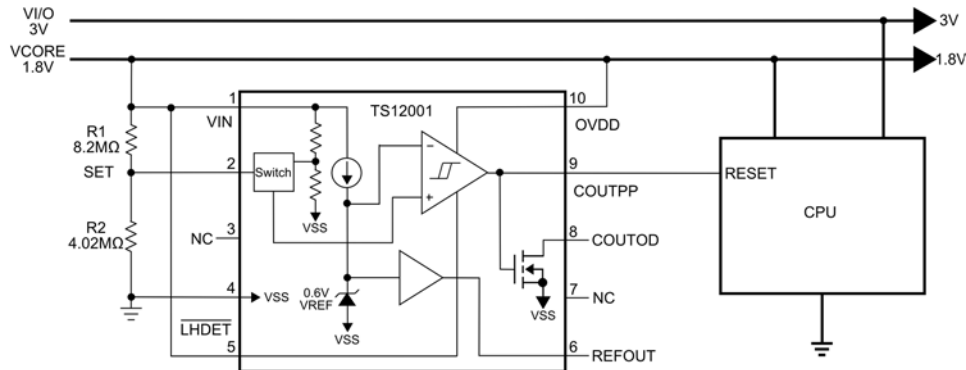 VI/O
3V
3V
VCORE
1.8V
1.8V
1
VIN
TS12001
10
OVDD
R1
8.2MΩ
SET
2
Switch
VSS
−
+
9
COUTPP
RESET
CPU
R2
4.02MΩ
NC
3
8
COUTOD
4
VSS
0.6V
VREF
VSS
VSS
7
NC
LHDET
5
6
REFOUT